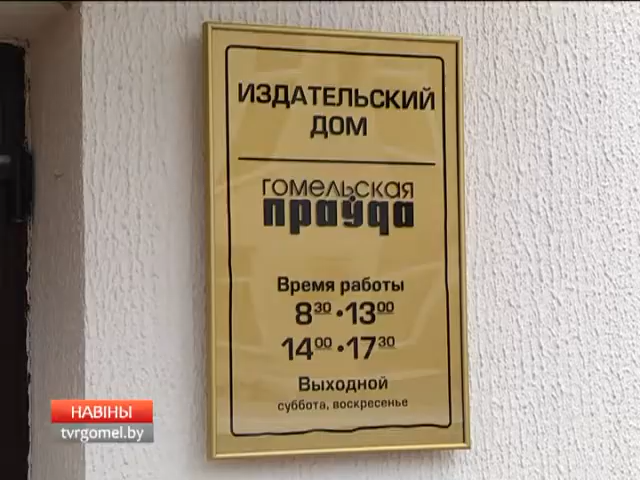 ИЗДАТЕЛЬСКИЙ
ДОМ
гомельская
праўда
Время работы
8³⁰·13⁰⁰
14⁰⁰·17³⁰
Выходной
суббота, воскресенье
НАВІНЫ
tvrgomel.by